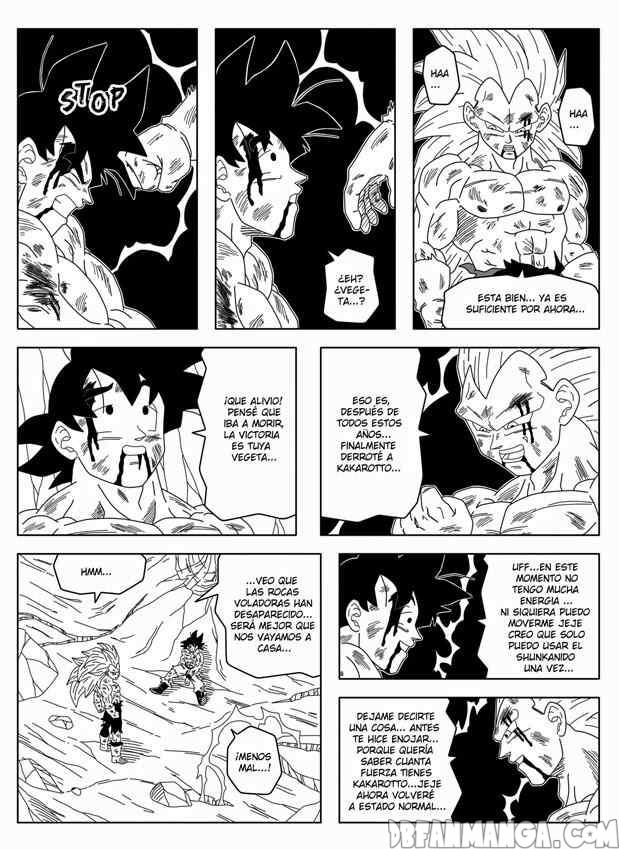 STOP
¿EH?
¿VEGE-
TA...?
HAA
...
HAA
...
ESTA BIEN... YA ES
SUFICIENTE POR AHORA...
¡QUE ALIVIO!
PENSÉ QUE
IBA A MORIR,
LA VICTORIA
ES TUYA
VEGETA...
ESO ES,
DESPUÉS DE
TODOS ESTOS
AÑOS...
FINALMENTE
DERROTÉ A
KAKAROTTO...
HMM...
...VEO QUE
LAS ROCAS
VOLADORAS HAN
DESAPARECIDO...
SERÁ MEJOR QUE
NOS VAYAMOS A
CASA...
¡MENOS
MAL...!
UFF...EN ESTE
MOMENTO NO
TENGO MUCHA
ENERGIA ...
NI SIQUIERA PUEDO
MOVERME JEJE
CREO QUE SOLO
PUEDO USAR EL
SHUNKANIDO
UNA VEZ...
DEJAME DECIRTE
UNA COSA... ANTES
TE HICE ENOJAR...
PORQUE QUERÍA
SABER CUANTA
FUERZA TIENES
KAKAROTTO...JEJE
AHORA VOLVERÉ
A ESTADO NORMAL...
DBFANMANGA.COM